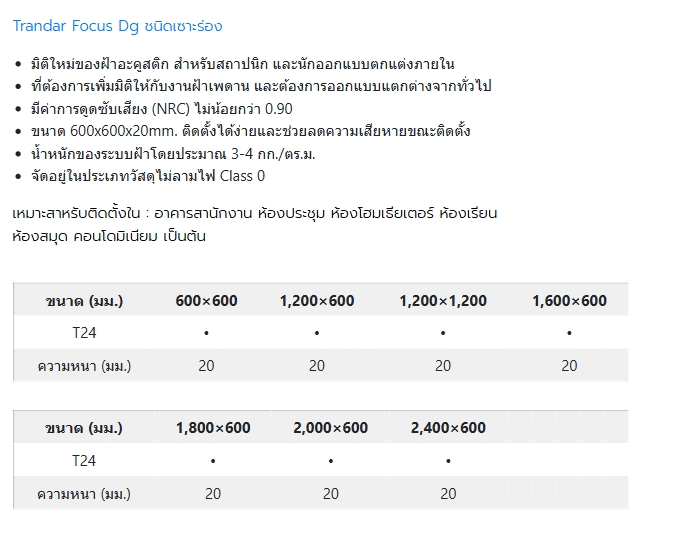 Trandar Focus Dg ชนิดเซาะร่อง
• มิติใหม่ของฝ้าอะคูสติก สำหรับสถาปนิก และนักออกแบบตกแต่งภายใน
• ที่ต้องการเพิ่มมิติให้กับงานฝ้าเพดาน และต้องการออกแบบแตกต่างจากทั่วไป
• มีค่าการดูดซับเสียง (NRC) ไม่น้อยกว่า 0.90
• ขนาด 600x600x20mm. ติดตั้งได้ง่ายและช่วยลดความเสียหายขณะติดตั้ง
• น้ำหนักของระบบฝ้าโดยประมาณ 3-4 กก./ตร.ม.
• จัดอยู่ในประเภทวัสดุไม่ลามไฟ Class 0
เหมาะสำหรับติดตั้งใน : อาคารสำนักงาน ห้องประชุม ห้องโฮมเธียเตอร์ ห้องเรียน
ห้องสมุด คอนโดมิเนียม เป็นต้น
ขนาด (มม.) 600×600 1,200×600 1,200×1,200 1,600×600
T24 • • • •
ความหนา (มม.) 20 20 20 20
ขนาด (มม.) 1,800×600 2,000×600 2,400×600
T24 • • •
ความหนา (มม.) 20 20 20